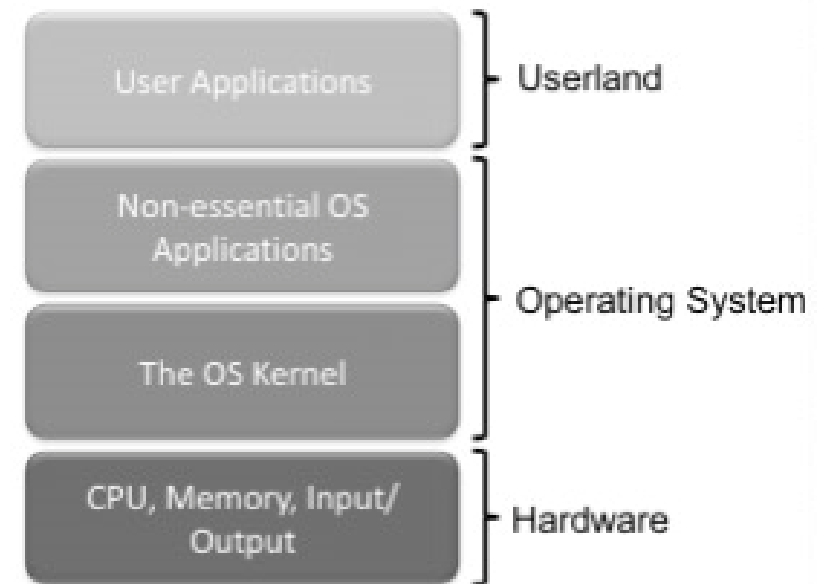 User Applications
Userland
Non-essential OS
Applications
Operating System
The OS Kernel
CPU, Memory, Input/
Output
Hardware